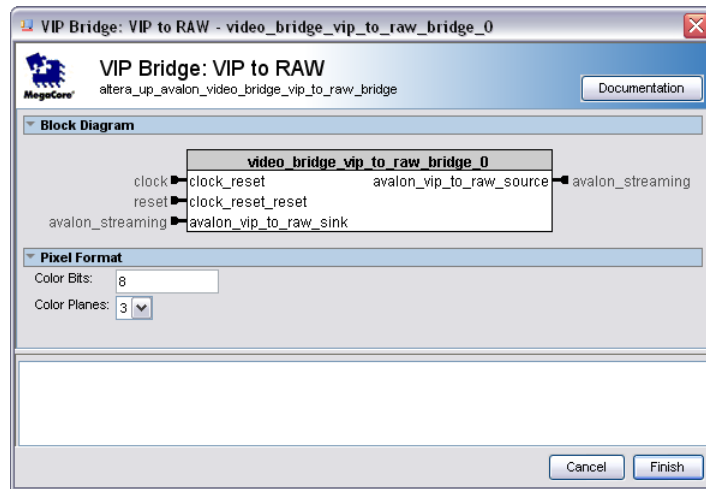 VIP Bridge: VIP to RAW - video_bridge_vip_to_raw_bridge_0
MegaCore®
VIP Bridge: VIP to RAW
altera_up_avalon_video_bridge_vip_to_raw_bridge
Documentation
Block Diagram
video_bridge_vip_to_raw_bridge_0
clock clock_reset avalon_vip_to_raw_source avalon_streaming
reset clock_reset_reset
avalon_streaming avalon_vip_to_raw_sink
Pixel Format
Color Bits: 8
Color Planes: 3
Cancel Finish